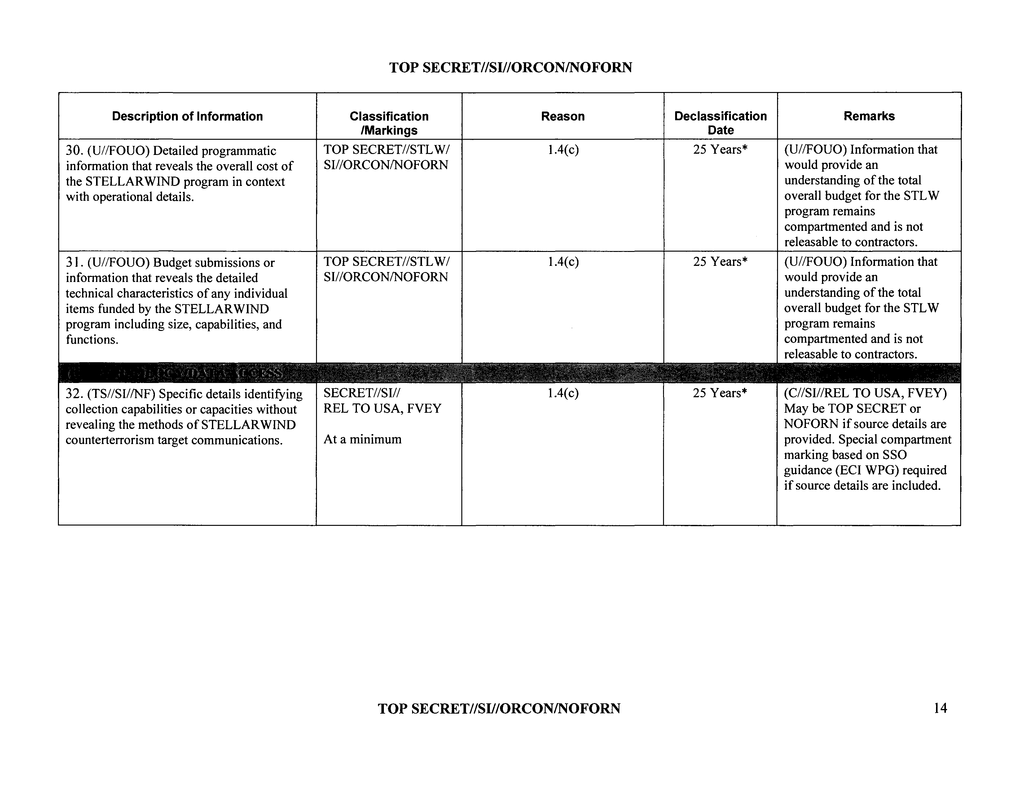 TOP SECRET//SI//ORCON/NOFORN
Description of Information
Classification
/Markings
Reason
Declassification
Date
Remarks
30. (U//FOUO) Detailed programmatic
information that reveals the overall cost of
the STELLARWIND program in context
with operational details.
TOP SECRET//STLW/
SI//ORCON/NOFORN
1.4(c)
25 Years*
(U//FOUO) Information that
would provide an
understanding of the total
overall budget for the STLW
program remains
compartmented and is not
releasable to contractors.
31. (U//FOUO) Budget submissions or
information that reveals the detailed
technical characteristics of any individual
items funded by the STELLARWIND
program including size, capabilities, and
functions.
TOP SECRET//STLW/
SI//ORCON/NOFORN
1.4(c)
25 Years*
(U//FOUO) Information that
would provide an
understanding of the total
overall budget for the STLW
program remains
compartmented and is not
releasable to contractors.
32. (TS//SI//NF) Specific details identifying
collection capabilities or capacities without
revealing the methods of STELLARWIND
counterterrorism target communications.
SECRET//SI//
REL TO USA, FVEY
At a minimum
1.4(c)
25 Years*
(C//SI//REL TO USA, FVEY)
May be TOP SECRET or
NOFORN if source details are
provided. Special compartment
marking based on SSO
guidance (ECI WPG) required
if source details are included.
TOP SECRET//SI//ORCON/NOFORN
14